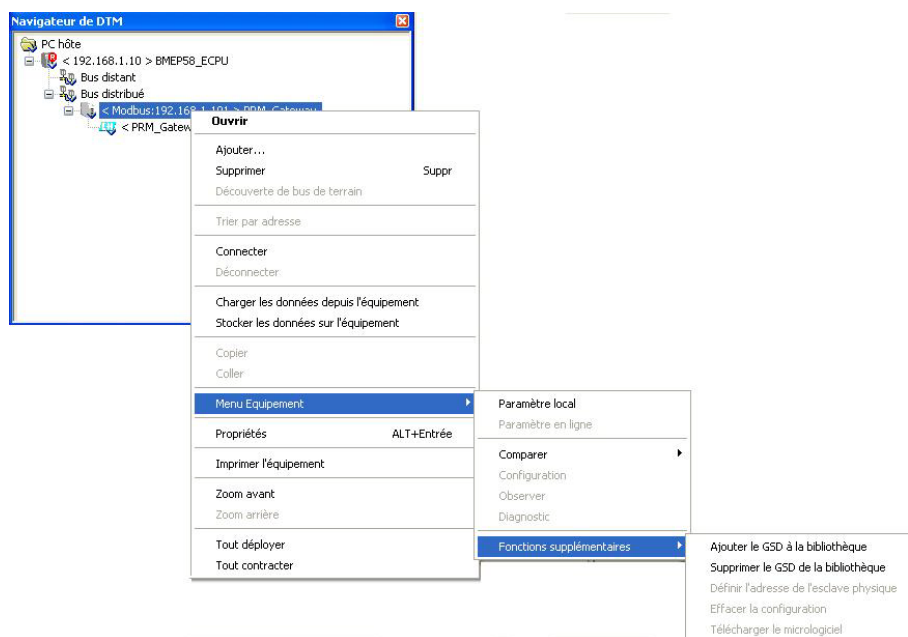 Navigateur de DTM
PC hôte
< 192.168.1.10 > BMEP58_ECPU
Bus distant
Bus distribué
< Modbus:192.168.1.101 > PRM_Gateway
< PRM_Gatew
Ouvrir
Ajouter...
Supprimer Suppr
Découverte de bus de terrain
Trier par adresse
Connecter
Déconnecter
Charger les données depuis l'équipement
Stocker les données sur l'équipement
Copier
Coller
Menu Equipement
Propriétés ALT+Entrée
Imprimer l'équipement
Zoom avant
Zoom arrière
Tout déployer
Tout contracter
Paramètre local
Paramètre en ligne
Comparer
Configuration
Observer
Diagnostic
Fonctions supplémentaires
Ajouter le GSD à la bibliothèque
Supprimer le GSD de la bibliothèque
Définir l'adresse de l'esclave physique
Effacer la configuration
Télécharger le micrologiciel